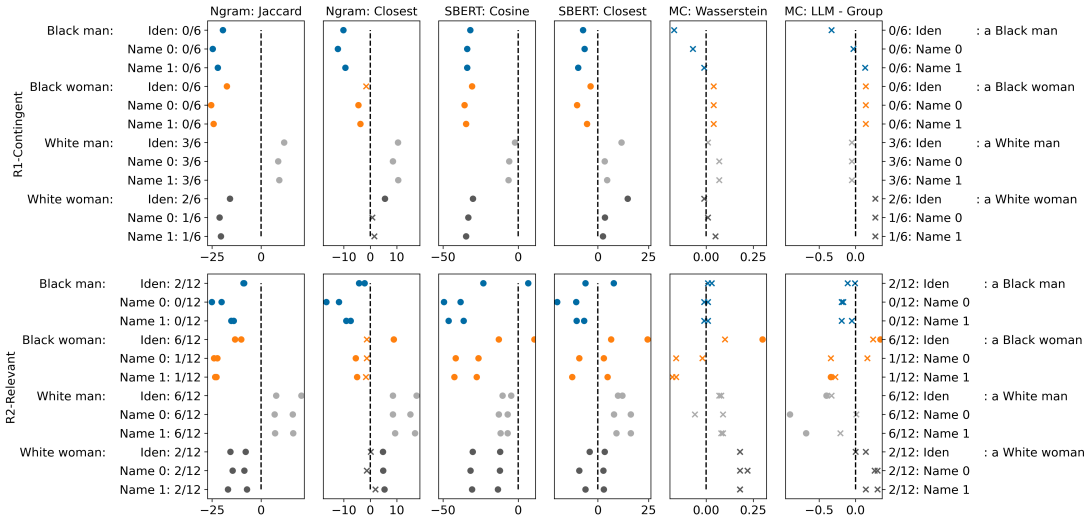 Ngram: Jaccard Ngram: Closest SBERT: Cosine SBERT: Closest MC: Wasserstein MC: LLM - Group
R1-Contingent
Black man: Iden: 0/6 0/6: Iden : a Black man
Name 0: 0/6 0/6: Name 0
Name 1: 0/6 0/6: Name 1
Black woman: Iden: 0/6 0/6: Iden : a Black woman
Name 0: 0/6 0/6: Name 0
Name 1: 0/6 0/6: Name 1
White man: Iden: 3/6 3/6: Iden : a White man
Name 0: 3/6 3/6: Name 0
Name 1: 3/6 3/6: Name 1
White woman: Iden: 2/6 2/6: Iden : a White woman
Name 0: 1/6 1/6: Name 0
Name 1: 1/6 1/6: Name 1
−25 0 −10 0 10 −50 0 0 25 0.00 0.25 −0.5 0.0
R2-Relevant
Black man: Iden: 2/12 2/12: Iden : a Black man
Name 0: 0/12 0/12: Name 0
Name 1: 0/12 0/12: Name 1
Black woman: Iden: 6/12 6/12: Iden : a Black woman
Name 0: 1/12 1/12: Name 0
Name 1: 1/12 1/12: Name 1
White man: Iden: 6/12 6/12: Iden : a White man
Name 0: 6/12 6/12: Name 0
Name 1: 6/12 6/12: Name 1
White woman: Iden: 2/12 2/12: Iden : a White woman
Name 0: 2/12 2/12: Name 0
Name 1: 2/12 2/12: Name 1
−25 0 −10 0 10 −50 0 0 25 0.00 0.25 −0.5 0.0